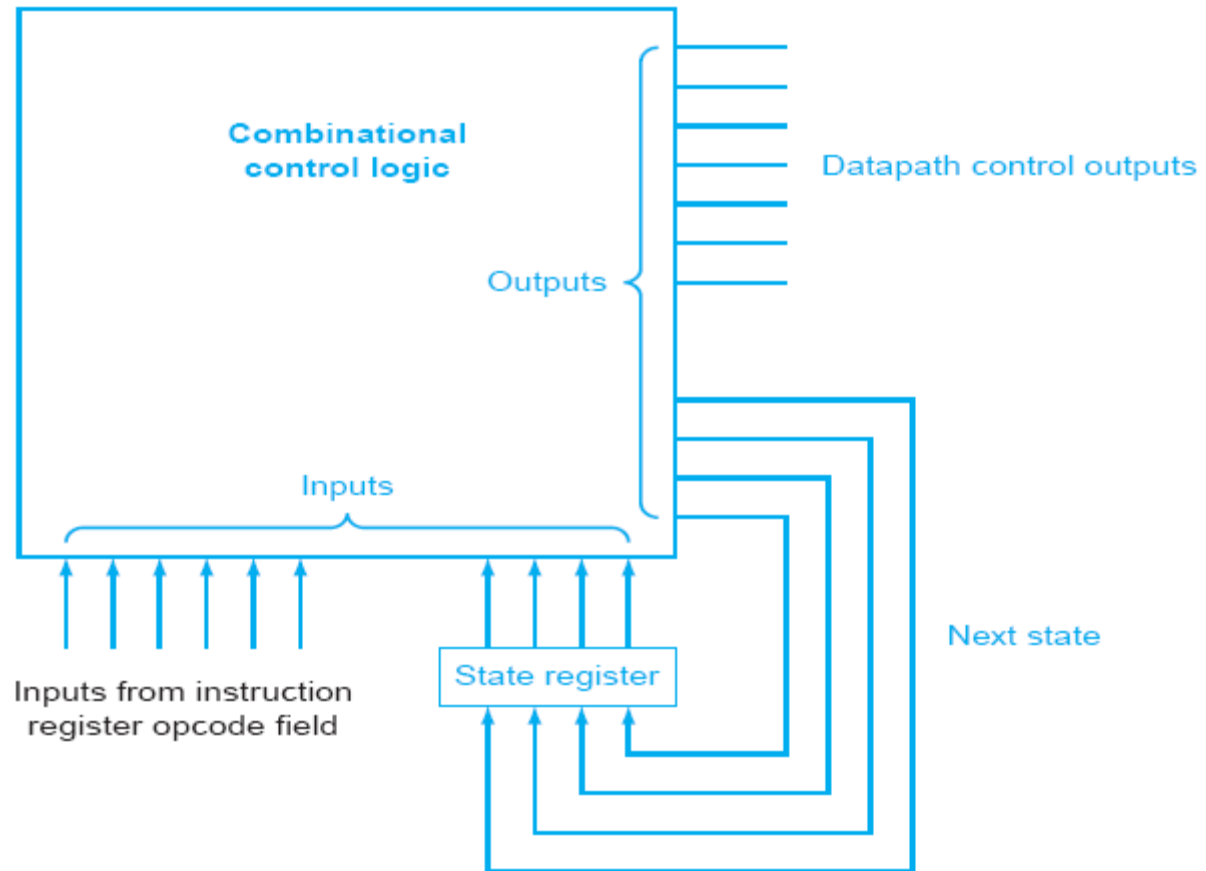 Combinational
control logic
Datapath control outputs
Outputs
Inputs
Next state
State register
Inputs from instruction
register opcode field